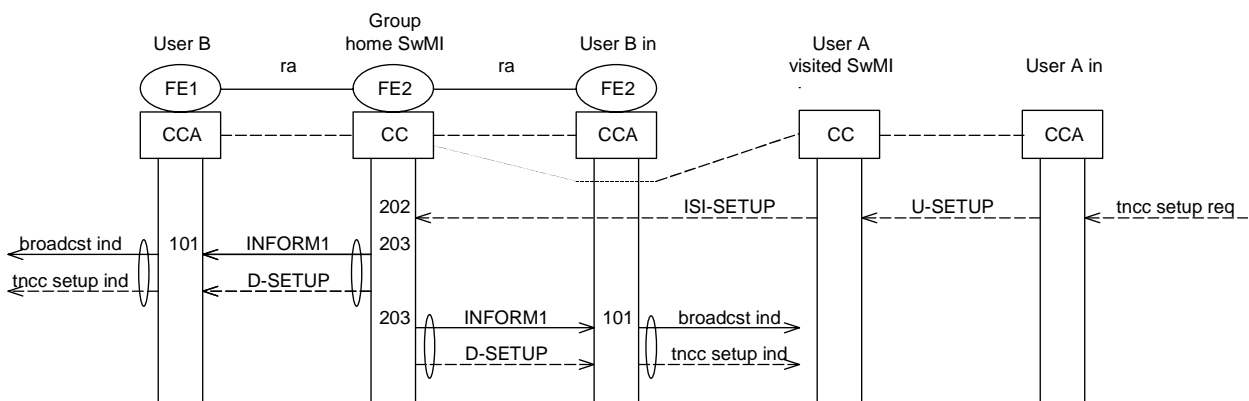 Group
User B
home SwMI
User B in
User A
visited SwMI
User A in
ra
ra
FE1
FE2
FE2
CCA
CC
CCA
CC
CCA
202
ISI-SETUP
U-SETUP
tncc setup req
broadcst ind
101
INFORM1
203
tncc setup ind
D-SETUP
203
INFORM1
101
broadcst ind
D-SETUP
tncc setup ind